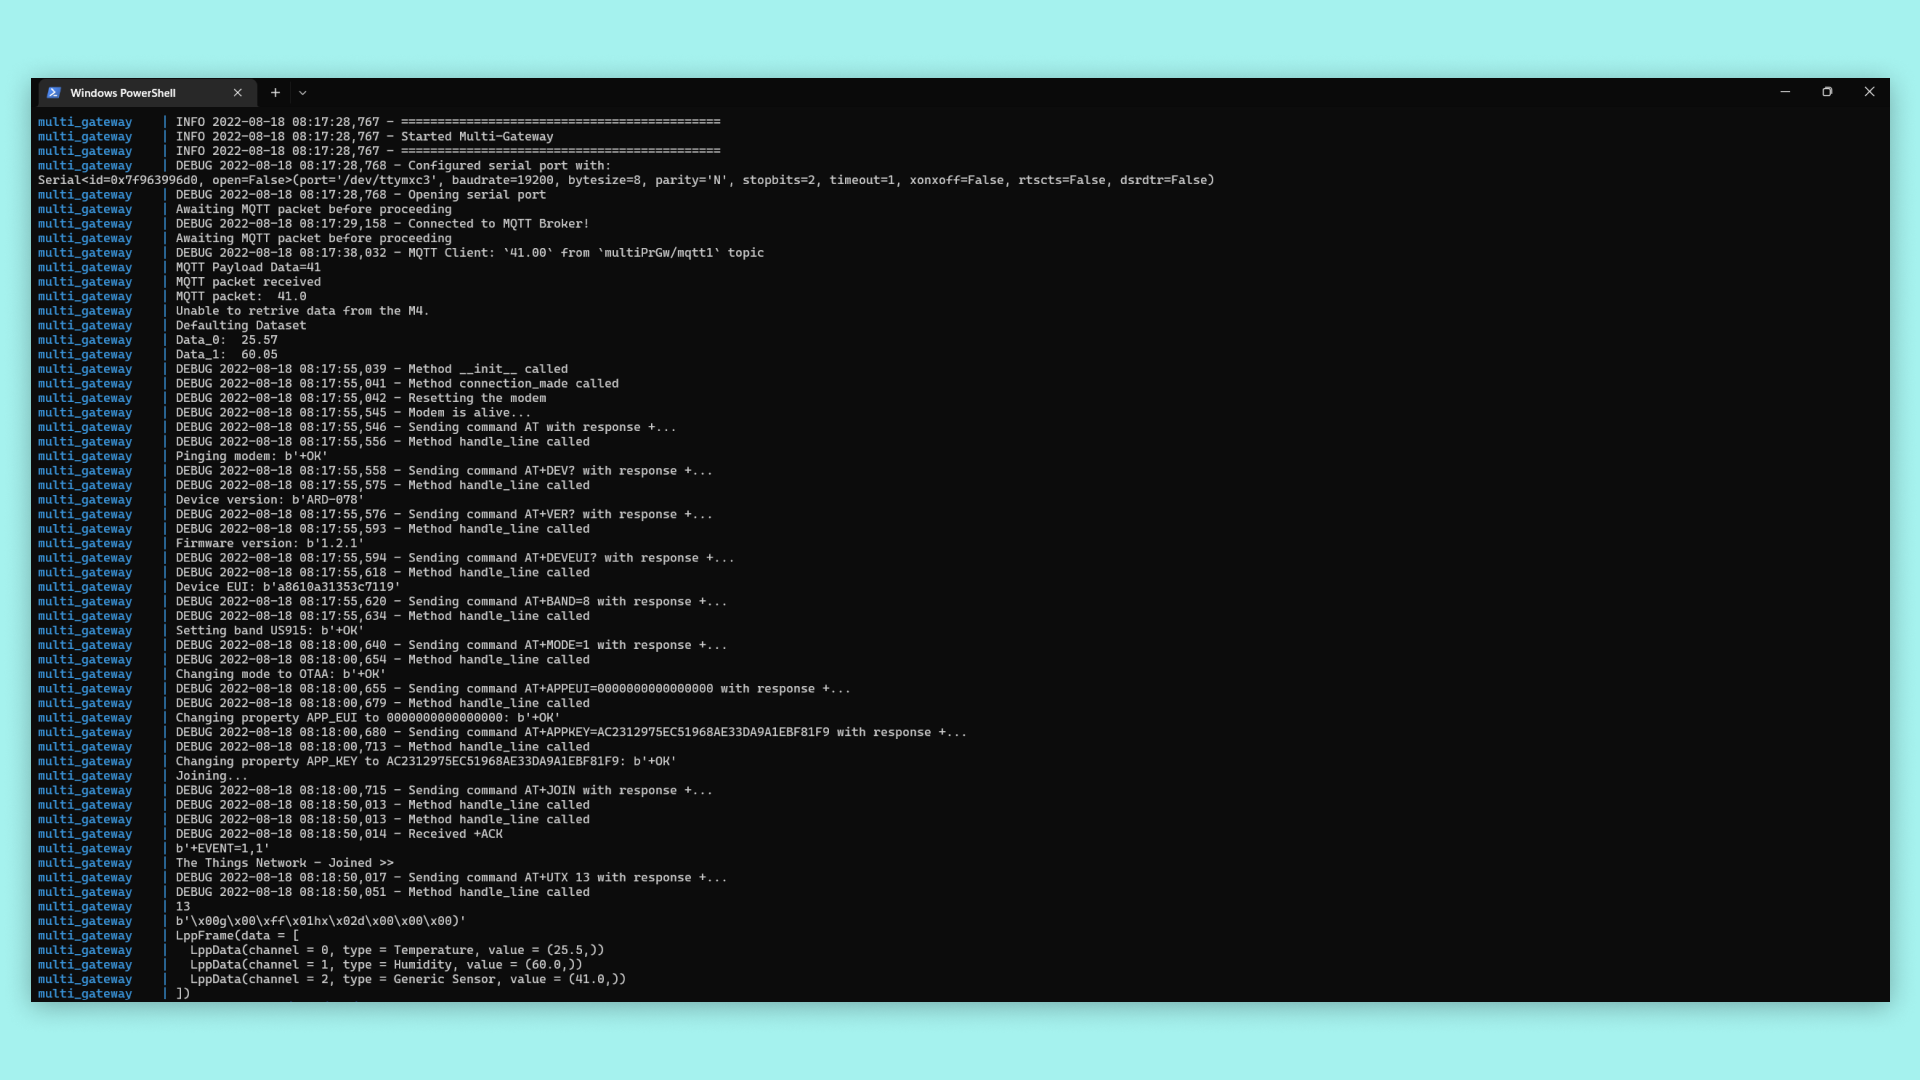 Windows PowerShell
multi_gateway    | INFO 2022-08-18 08:17:28,767 - ============================================
multi_gateway    | INFO 2022-08-18 08:17:28,767 - Started Multi-Gateway
multi_gateway    | INFO 2022-08-18 08:17:28,767 - ============================================
multi_gateway    | DEBUG 2022-08-18 08:17:28,768 - Configured serial port with:
Serial<id=0x7f963996d0, open=False>(port='/dev/ttymxc3', baudrate=19200, bytesize=8, parity='N', stopbits=2, timeout=1, xonxoff=False, rtscts=False, dsrdtr=False)
multi_gateway    | DEBUG 2022-08-18 08:17:28,768 - Opening serial port
multi_gateway    | Awaiting MQTT packet before proceeding
multi_gateway    | DEBUG 2022-08-18 08:17:29,158 - Connected to MQTT Broker!
multi_gateway    | Awaiting MQTT packet before proceeding
multi_gateway    | DEBUG 2022-08-18 08:17:38,032 - MQTT Client: `41.00` from `multiPrGw/mqtt1` topic
multi_gateway    | MQTT Payload Data=41
multi_gateway    | MQTT packet received
multi_gateway    | MQTT packet:  41.0
multi_gateway    | Unable to retrive data from the M4.
multi_gateway    | Defaulting Dataset
multi_gateway    | Data_0:  25.57
multi_gateway    | Data_1:  60.05
multi_gateway    | DEBUG 2022-08-18 08:17:55,039 - Method __init__ called
multi_gateway    | DEBUG 2022-08-18 08:17:55,041 - Method connection_made called
multi_gateway    | DEBUG 2022-08-18 08:17:55,042 - Resetting the modem
multi_gateway    | DEBUG 2022-08-18 08:17:55,545 - Modem is alive...
multi_gateway    | DEBUG 2022-08-18 08:17:55,546 - Sending command AT with response +...
multi_gateway    | DEBUG 2022-08-18 08:17:55,556 - Method handle_line called
multi_gateway    | Pinging modem: b'+OK'
multi_gateway    | DEBUG 2022-08-18 08:17:55,558 - Sending command AT+DEV? with response +...
multi_gateway    | DEBUG 2022-08-18 08:17:55,575 - Method handle_line called
multi_gateway    | Device version: b'ARD-078'
multi_gateway    | DEBUG 2022-08-18 08:17:55,576 - Sending command AT+VER? with response +...
multi_gateway    | DEBUG 2022-08-18 08:17:55,593 - Method handle_line called
multi_gateway    | Firmware version: b'1.2.1'
multi_gateway    | DEBUG 2022-08-18 08:17:55,594 - Sending command AT+DEVEUI? with response +...
multi_gateway    | DEBUG 2022-08-18 08:17:55,618 - Method handle_line called
multi_gateway    | Device EUI: b'a8610a31353c7119'
multi_gateway    | DEBUG 2022-08-18 08:17:55,620 - Sending command AT+BAND=8 with response +...
multi_gateway    | DEBUG 2022-08-18 08:17:55,634 - Method handle_line called
multi_gateway    | Setting band US915: b'+OK'
multi_gateway    | DEBUG 2022-08-18 08:18:00,640 - Sending command AT+MODE=1 with response +...
multi_gateway    | DEBUG 2022-08-18 08:18:00,654 - Method handle_line called
multi_gateway    | Changing mode to OTAA: b'+OK'
multi_gateway    | DEBUG 2022-08-18 08:18:00,655 - Sending command AT+APPEUI=0000000000000000 with response +...
multi_gateway    | DEBUG 2022-08-18 08:18:00,679 - Method handle_line called
multi_gateway    | Changing property APP_EUI to 0000000000000000: b'+OK'
multi_gateway    | DEBUG 2022-08-18 08:18:00,680 - Sending command AT+APPKEY=AC2312975EC51968AE33DA9A1EBF81F9 with response +...
multi_gateway    | DEBUG 2022-08-18 08:18:00,713 - Method handle_line called
multi_gateway    | Changing property APP_KEY to AC2312975EC51968AE33DA9A1EBF81F9: b'+OK'
multi_gateway    | Joining...
multi_gateway    | DEBUG 2022-08-18 08:18:00,715 - Sending command AT+JOIN with response +...
multi_gateway    | DEBUG 2022-08-18 08:18:50,013 - Method handle_line called
multi_gateway    | DEBUG 2022-08-18 08:18:50,013 - Method handle_line called
multi_gateway    | DEBUG 2022-08-18 08:18:50,014 - Received +ACK
multi_gateway    | b'+EVENT=1,1'
multi_gateway    | The Things Network - Joined >>
multi_gateway    | DEBUG 2022-08-18 08:18:50,017 - Sending command AT+UTX 13 with response +...
multi_gateway    | DEBUG 2022-08-18 08:18:50,051 - Method handle_line called
multi_gateway    | 13
multi_gateway    | b'\x00g\x00\xff\x01hx\x02d\x00\x00\x00)'
multi_gateway    | LppFrame(data = [
multi_gateway    |   LppData(channel = 0, type = Temperature, value = (25.5,))
multi_gateway    |   LppData(channel = 1, type = Humidity, value = (60.0,))
multi_gateway    |   LppData(channel = 2, type = Generic Sensor, value = (41.0,))
multi_gateway    | ])